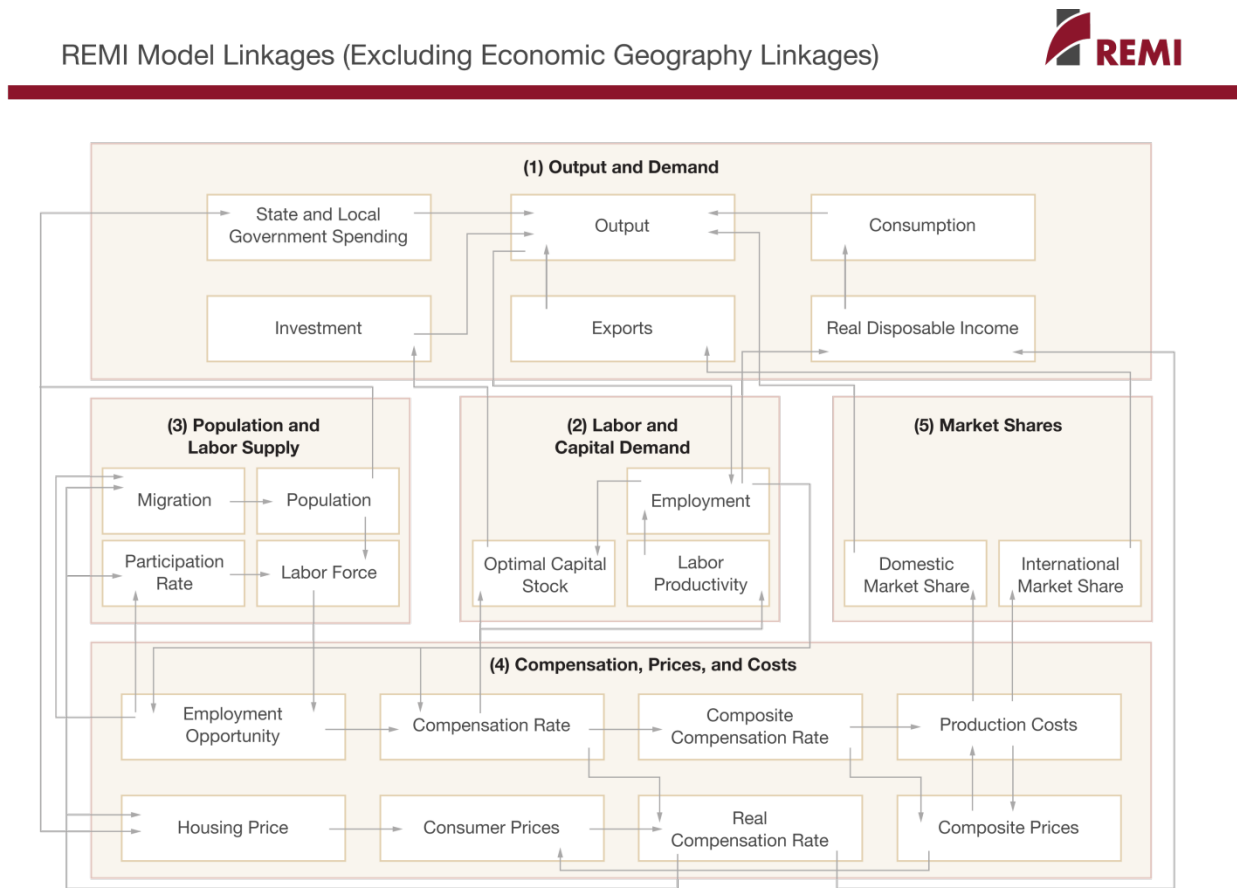 REMI Model Linkages (Excluding Economic Geography Linkages)
REMI
(1) Output and Demand
State and Local
Government Spending
Output
Consumption
Investment
Exports
Real Disposable Income
(3) Population and
Labor Supply
Migration
Population
Participation
Rate
Labor Force
(2) Labor and
Capital Demand
Employment
Optimal Capital
Stock
Labor
Productivity
(5) Market Shares
Domestic
Market Share
International
Market Share
(4) Compensation, Prices, and Costs
Employment
Opportunity
Compensation Rate
Composite
Compensation Rate
Production Costs
Housing Price
Consumer Prices
Real
Compensation Rate
Composite Prices